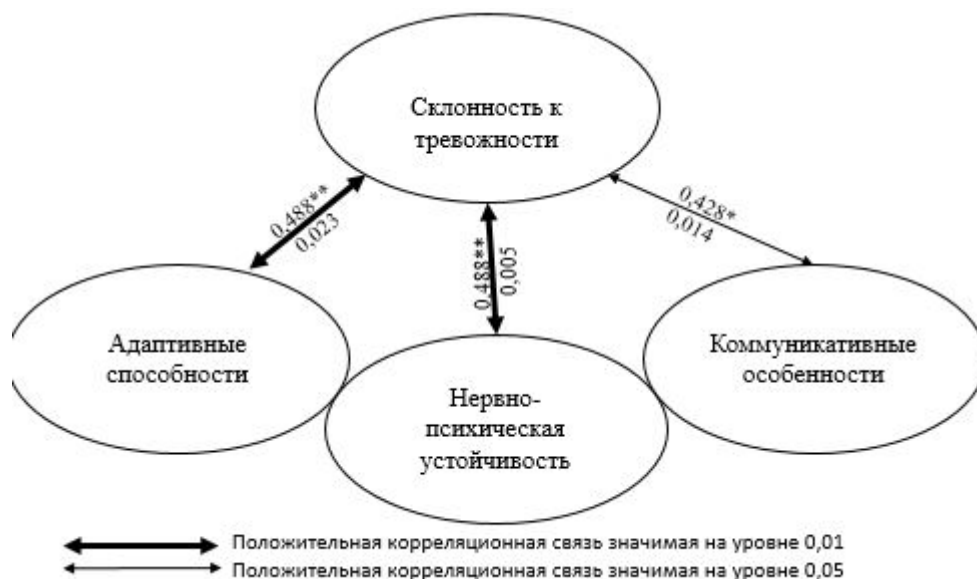 Склонность к
тревожности
0,488**
0,023
0,488**
0,005
0,428*
0,014
Адаптивные
способности
Нервно-
психическая
устойчивость
Коммуникативные
особенности
Положительная корреляционная связь значимая на уровне 0,01
Положительная корреляционная связь значимая на уровне 0,05